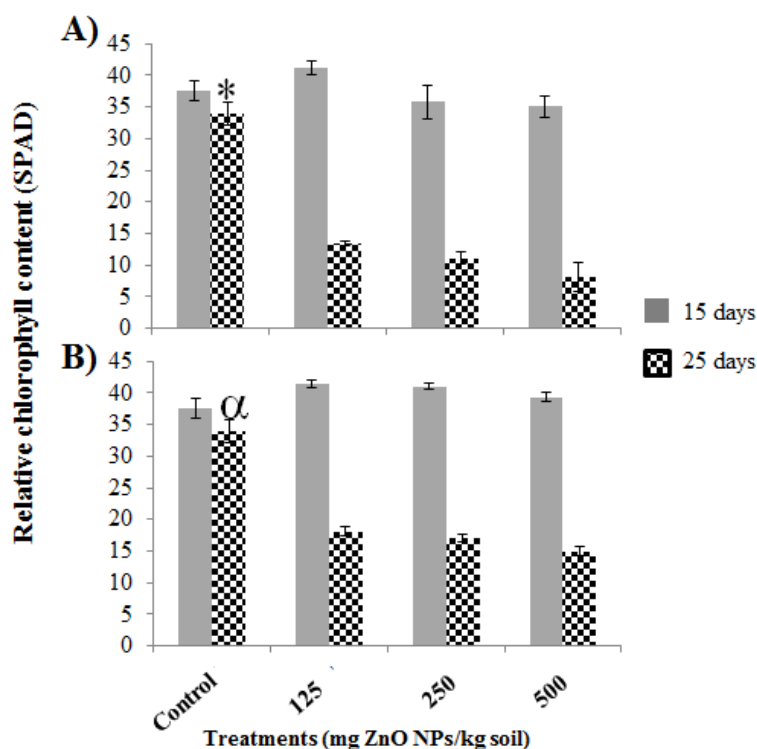 A)
45
40
35
30
25
20
15
10
5
0
*
Relative chlorophyll content (SPAD)
15 days
25 days
B)
45
40
35
30
25
20
15
10
5
0
α
Control 125 250 500
Treatments (mg ZnO NPs/kg soil)